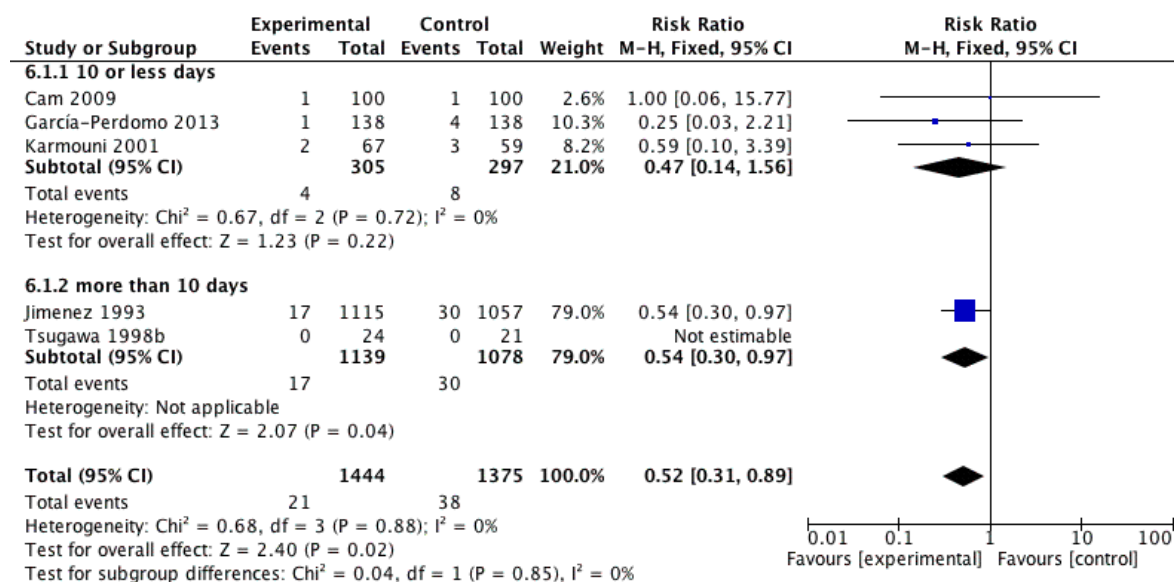 Experimental Control Risk Ratio Risk Ratio
Study or Subgroup Events Total Events Total Weight M-H, Fixed, 95% CI M-H, Fixed, 95% CI
6.1.1 10 or less days
Cam 2009 1 100 1 100 2.6% 1.00 [0.06, 15.77]
García-Perdomo 2013 1 138 4 138 10.3% 0.25 [0.03, 2.21]
Karmouni 2001 2 67 3 59 8.2% 0.59 [0.10, 3.39]
Subtotal (95% CI) 305 297 21.0% 0.47 [0.14, 1.56]
Total events 4 8
Heterogeneity: Chi² = 0.67, df = 2 (P = 0.72); I² = 0%
Test for overall effect: Z = 1.23 (P = 0.22)
6.1.2 more than 10 days
Jimenez 1993 17 1115 30 1057 79.0% 0.54 [0.30, 0.97]
Tsugawa 1998b 0 24 0 21 Not estimable
Subtotal (95% CI) 1139 1078 79.0% 0.54 [0.30, 0.97]
Total events 17 30
Heterogeneity: Not applicable
Test for overall effect: Z = 2.07 (P = 0.04)
Total (95% CI) 1444 1375 100.0% 0.52 [0.31, 0.89]
Total events 21 38
Heterogeneity: Chi² = 0.68, df = 3 (P = 0.88); I² = 0%
Test for overall effect: Z = 2.40 (P = 0.02)
Test for subgroup differences: Chi² = 0.04, df = 1 (P = 0.85), I² = 0%
0.01 0.1 1 10 100
Favours [experimental] Favours [control]